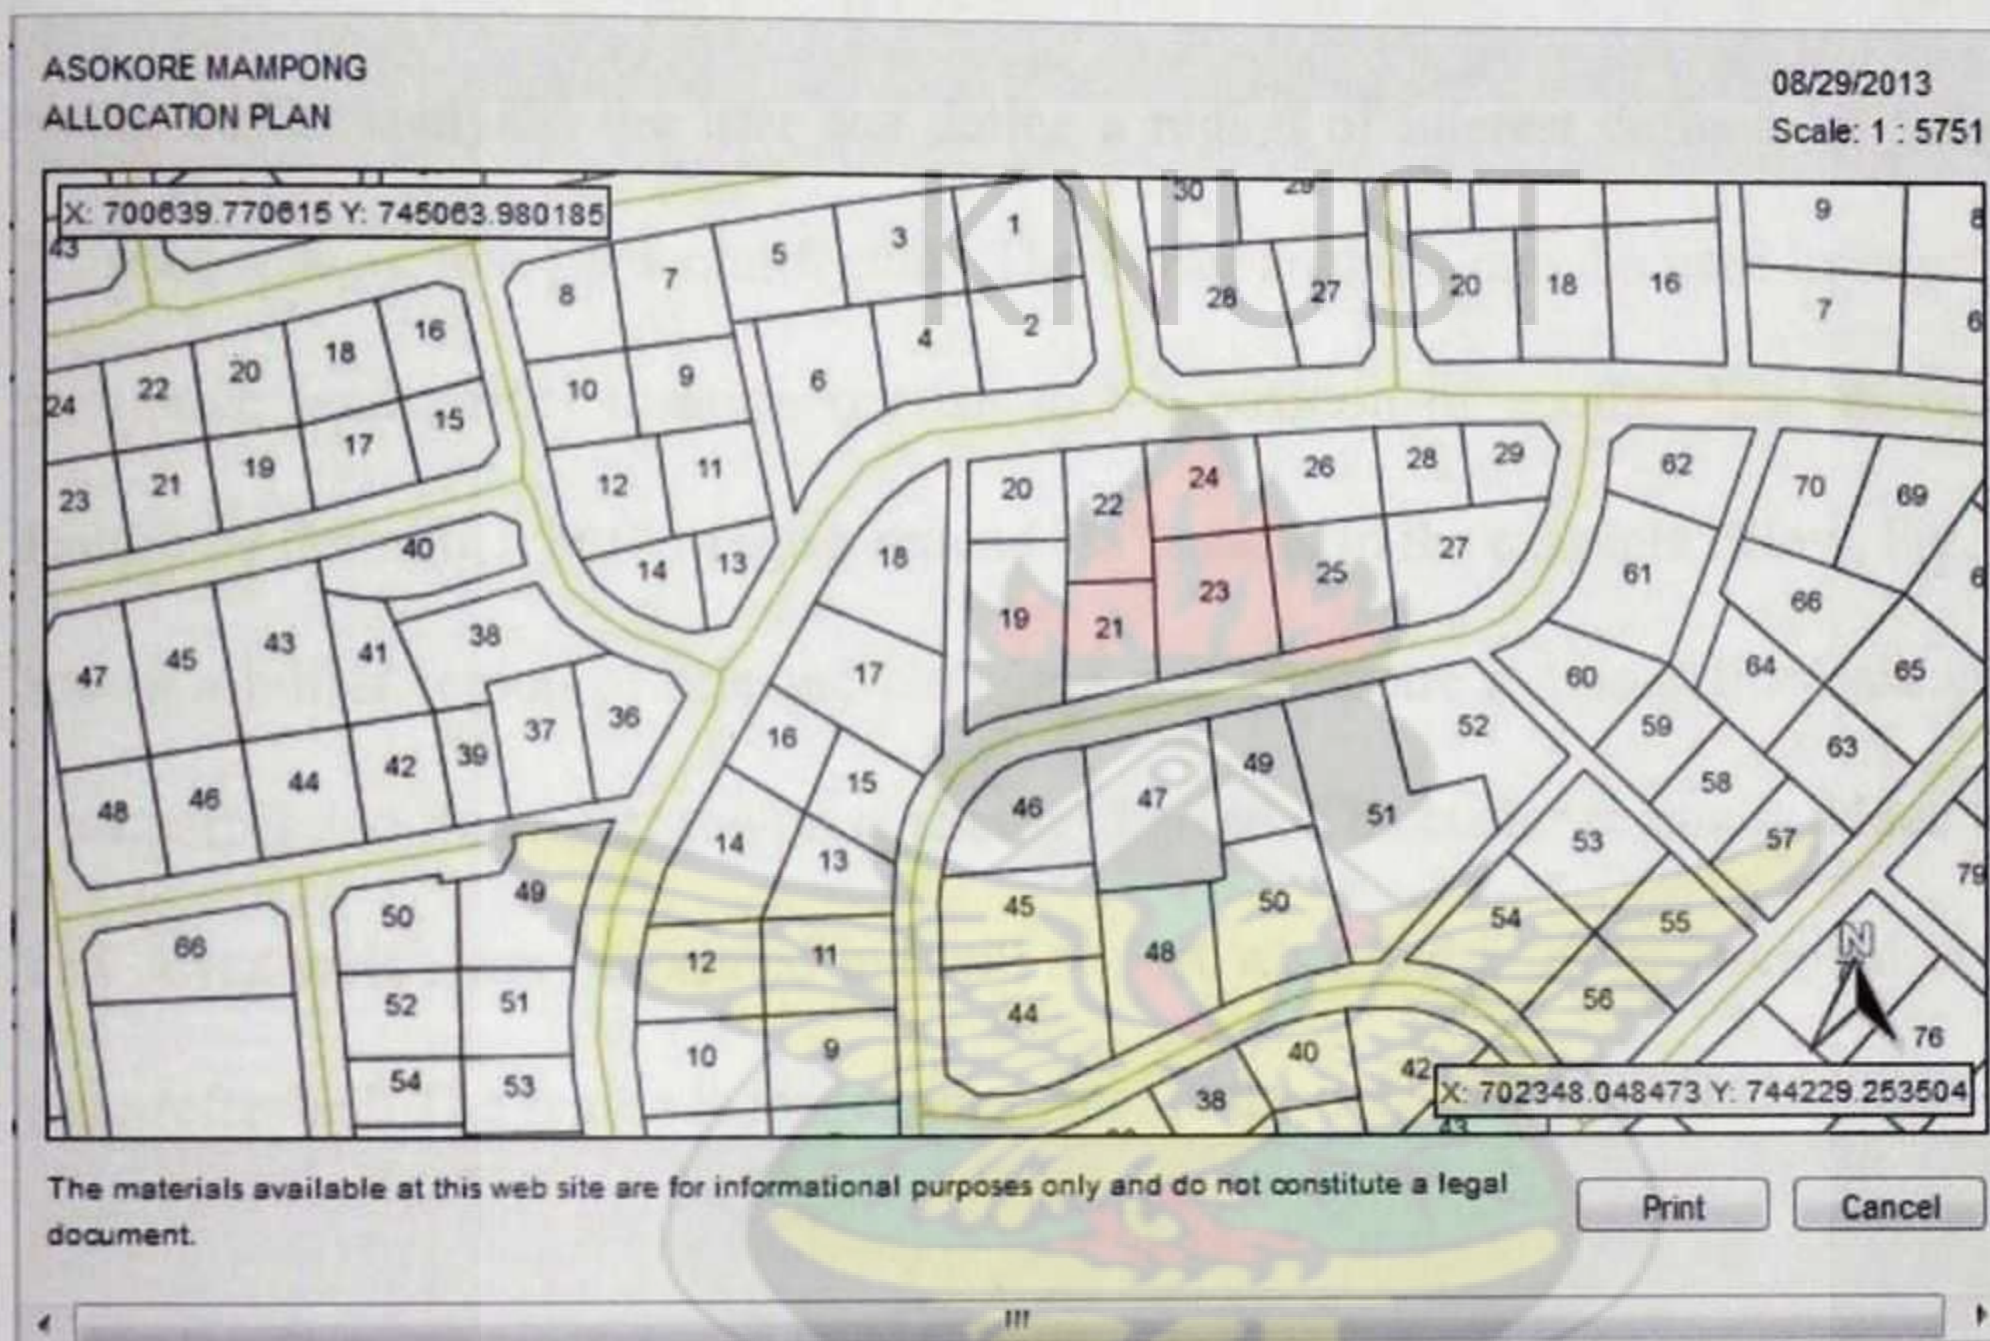 ASOKORE MAMPONG
08/29/2013
ALLOCATION PLAN
Scale: 1 : 5751
KNUST
X: 700639.770615 Y: 745063.980185
43
8 7 5 3 1
30 29
28 27
20 18 16
9 8
7 6
24 22 20 18 16
10 9 6 4 2
23 21 19 17 15
12 11
14 13
40
18
20 22 24 26 28 29
19 21 23 25 27
62 70 69
61 66 6
47 45 43 41 38
17
60 64 65
48 46 44 42 39 37 36
16 15
14 13
46 47 49 51 52
59 63
58 57
53
50 49
45 48 50
54 55
79
66
52 51
12 11
44
56
54 53
10 9
38 40 42
43
N
76
X: 702348.048473 Y: 744229.253504
The materials available at this web site are for informational purposes only and do not constitute a legal
document.
Print Cancel